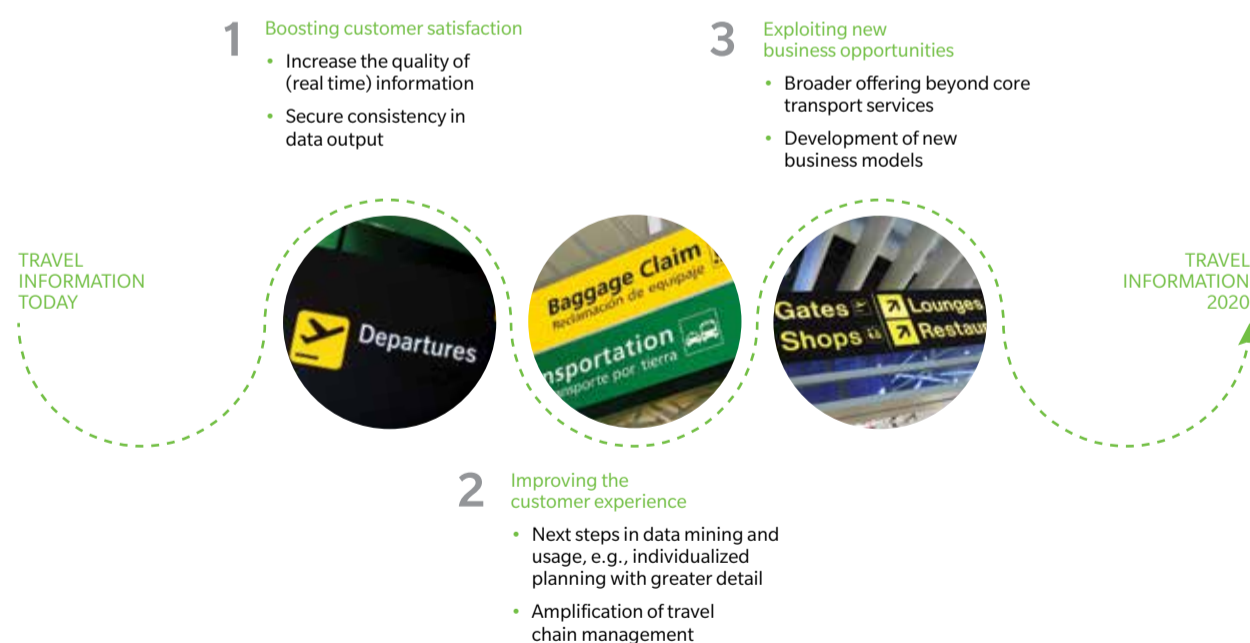 1
Boosting customer satisfaction
• Increase the quality of
(real time) information
• Secure consistency in
data output
3
Exploiting new
business opportunities
• Broader offering beyond core
transport services
• Development of new
business models
TRAVEL
INFORMATION
TODAY
Departures
Baggage Claim
Reclamación de equipaje
nsportation
nsporte por tierra
Gates
Shops
Lounges
Restau
TRAVEL
INFORMATION
2020
2
Improving the
customer experience
• Next steps in data mining and
usage, e.g., individualized
planning with greater detail
• Amplification of travel
chain management